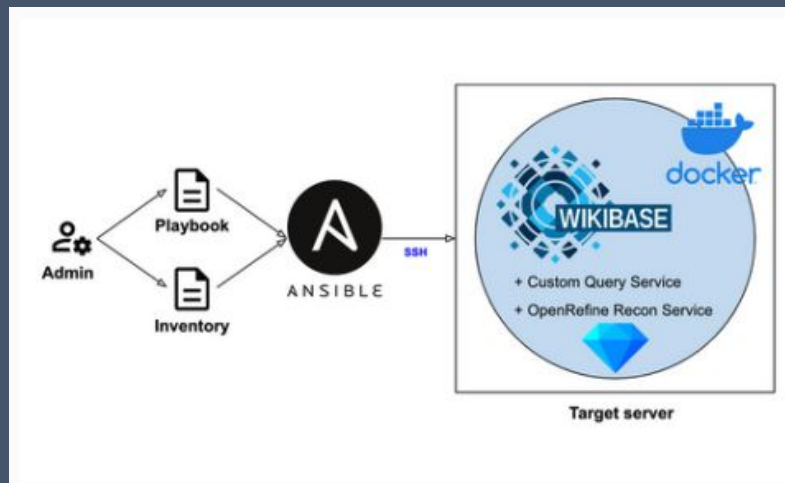 Admin
Playbook
Inventory
ANSIBLE
SSH
docker
WIKIBASE
+ Custom Query Service
+ OpenRefine Recon Service
Target server